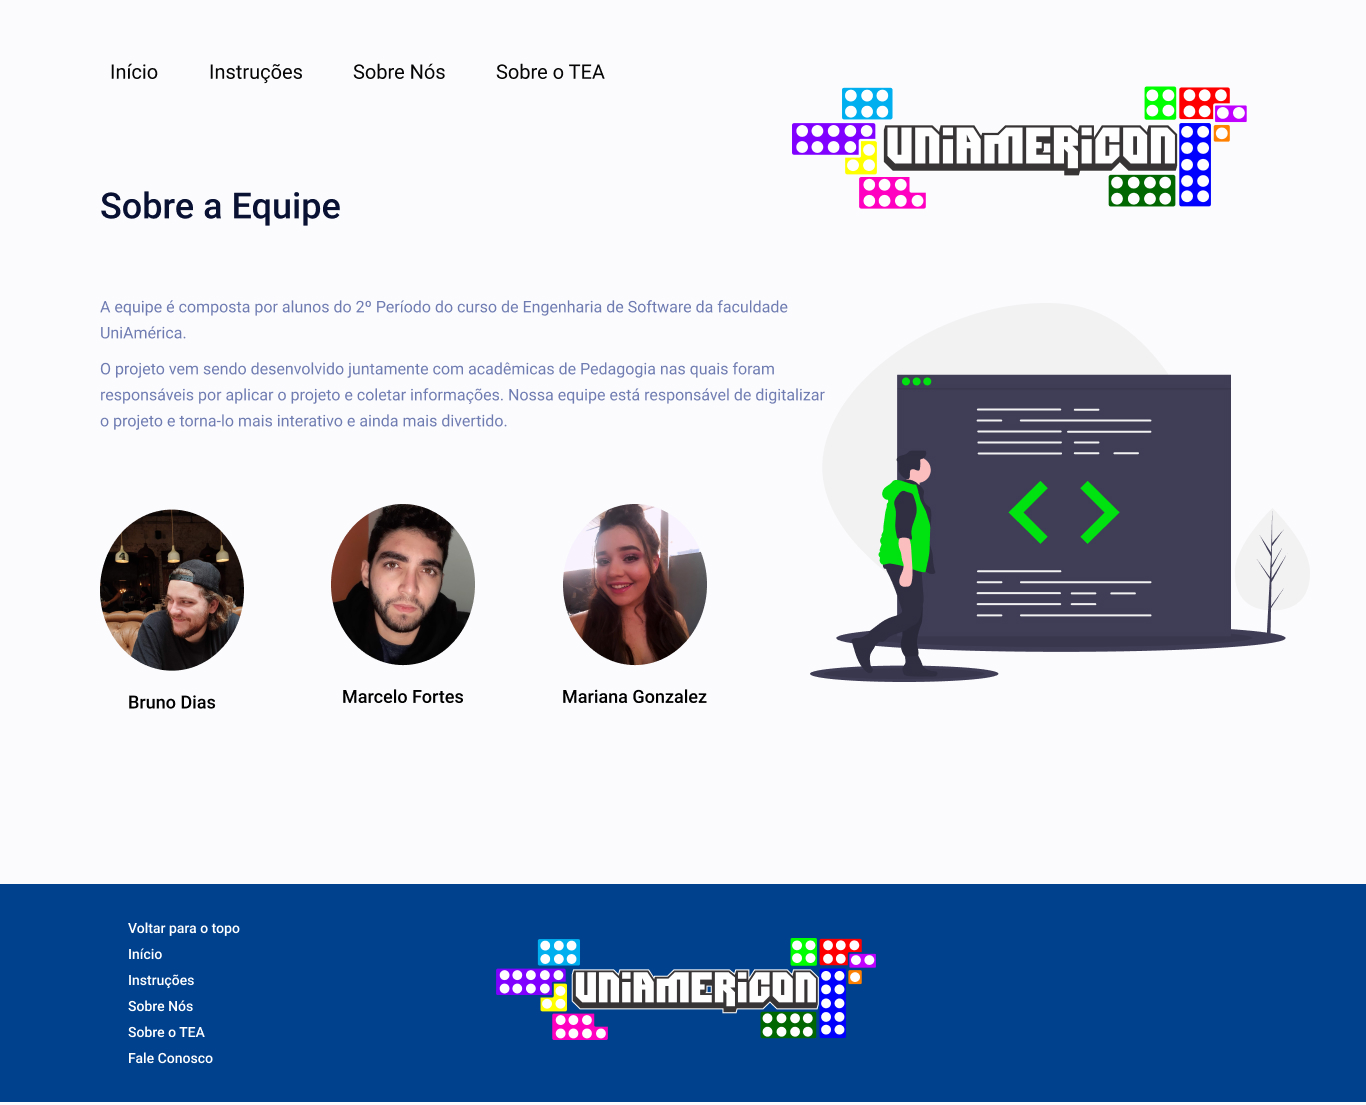 Início Instruções Sobre Nós Sobre o TEA
UNIAMERICON
Sobre a Equipe
A equipe é composta por alunos do 2º Período do curso de Engenharia de Software da faculdade
UniAmérica.
O projeto vem sendo desenvolvido juntamente com acadêmicas de Pedagogia nas quais foram
responsáveis por aplicar o projeto e coletar informações. Nossa equipe está responsável de digitalizar
o projeto e torna-lo mais interativo e ainda mais divertido.
Bruno Dias
Marcelo Fortes
Mariana Gonzalez
Voltar para o topo
Início
Instruções
Sobre Nós
Sobre o TEA
Fale Conosco
UNIAMERICON